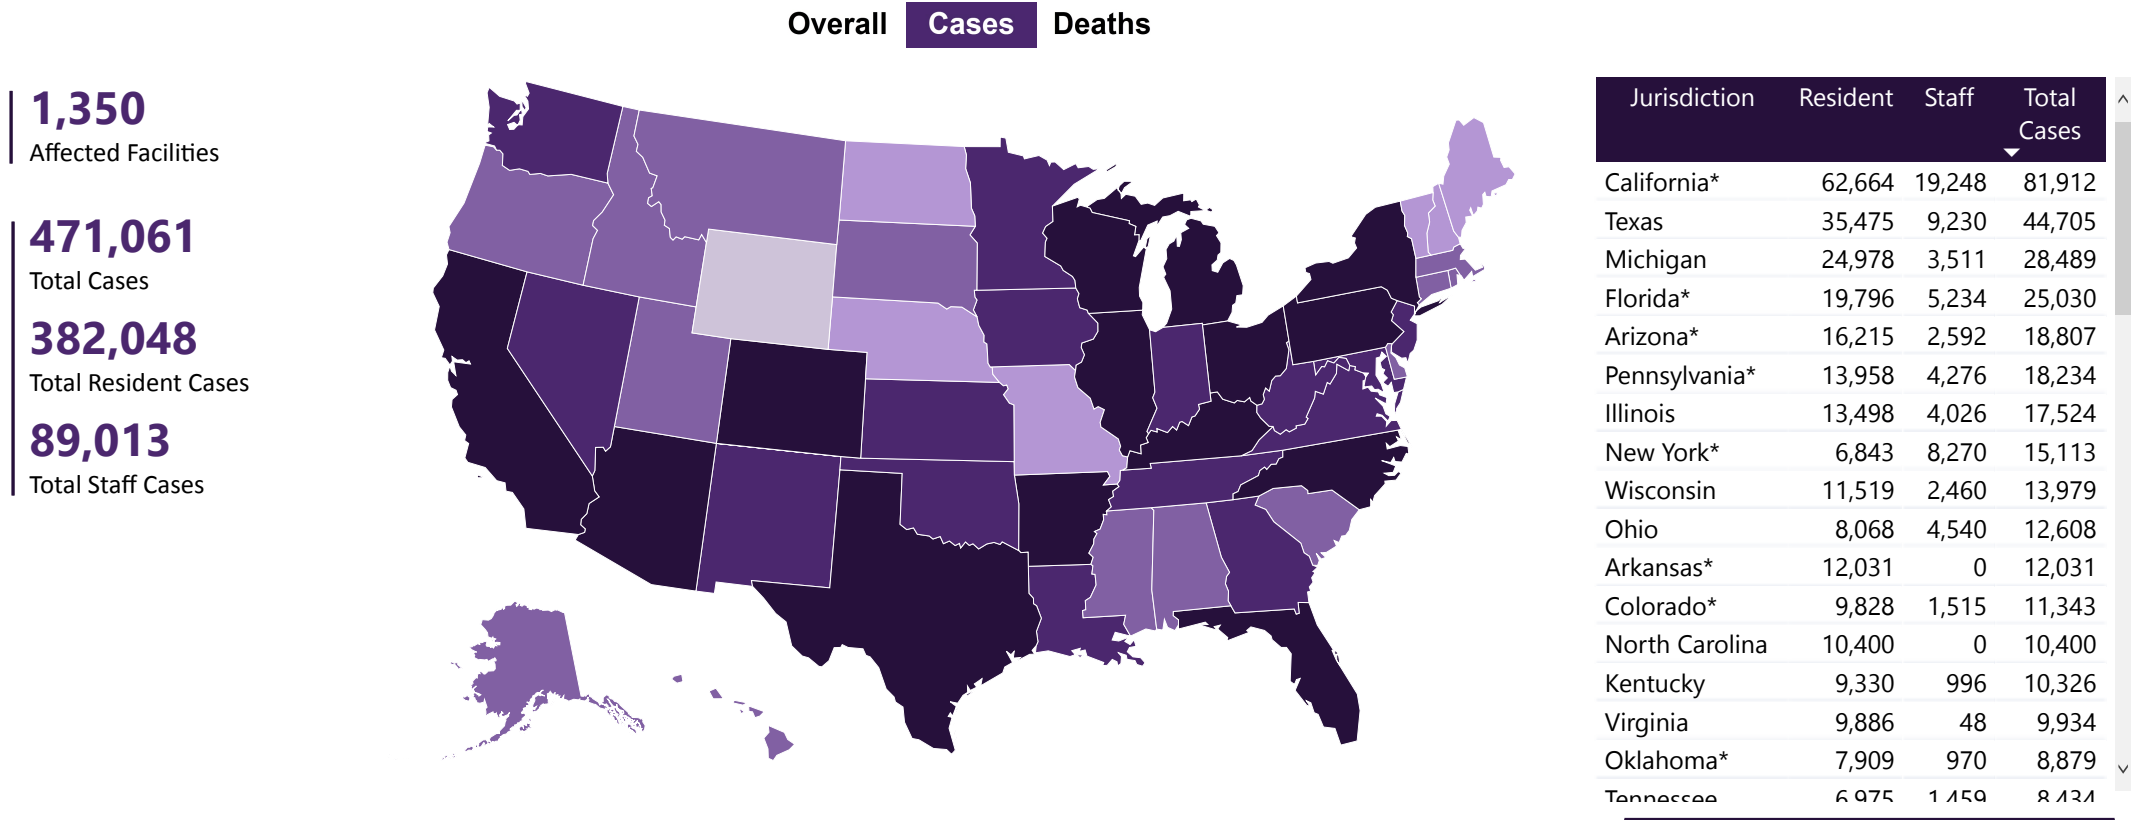 Overall Cases Deaths
1,350
Affected Facilities
471,061
Total Cases
382,048
Total Resident Cases
89,013
Total Staff Cases
Jurisdiction Resident Staff Total
Cases
California* 62,664 19,248 81,912
Texas 35,475 9,230 44,705
Michigan 24,978 3,511 28,489
Florida* 19,796 5,234 25,030
Arizona* 16,215 2,592 18,807
Pennsylvania* 13,958 4,276 18,234
Illinois 13,498 4,026 17,524
New York* 6,843 8,270 15,113
Wisconsin 11,519 2,460 13,979
Ohio 8,068 4,540 12,608
Arkansas* 12,031 0 12,031
Colorado* 9,828 1,515 11,343
North Carolina 10,400 0 10,400
Kentucky 9,330 996 10,326
Virginia 9,886 48 9,934
Oklahoma* 7,909 970 8,879
Tennessee 6,975 1,459 8,434